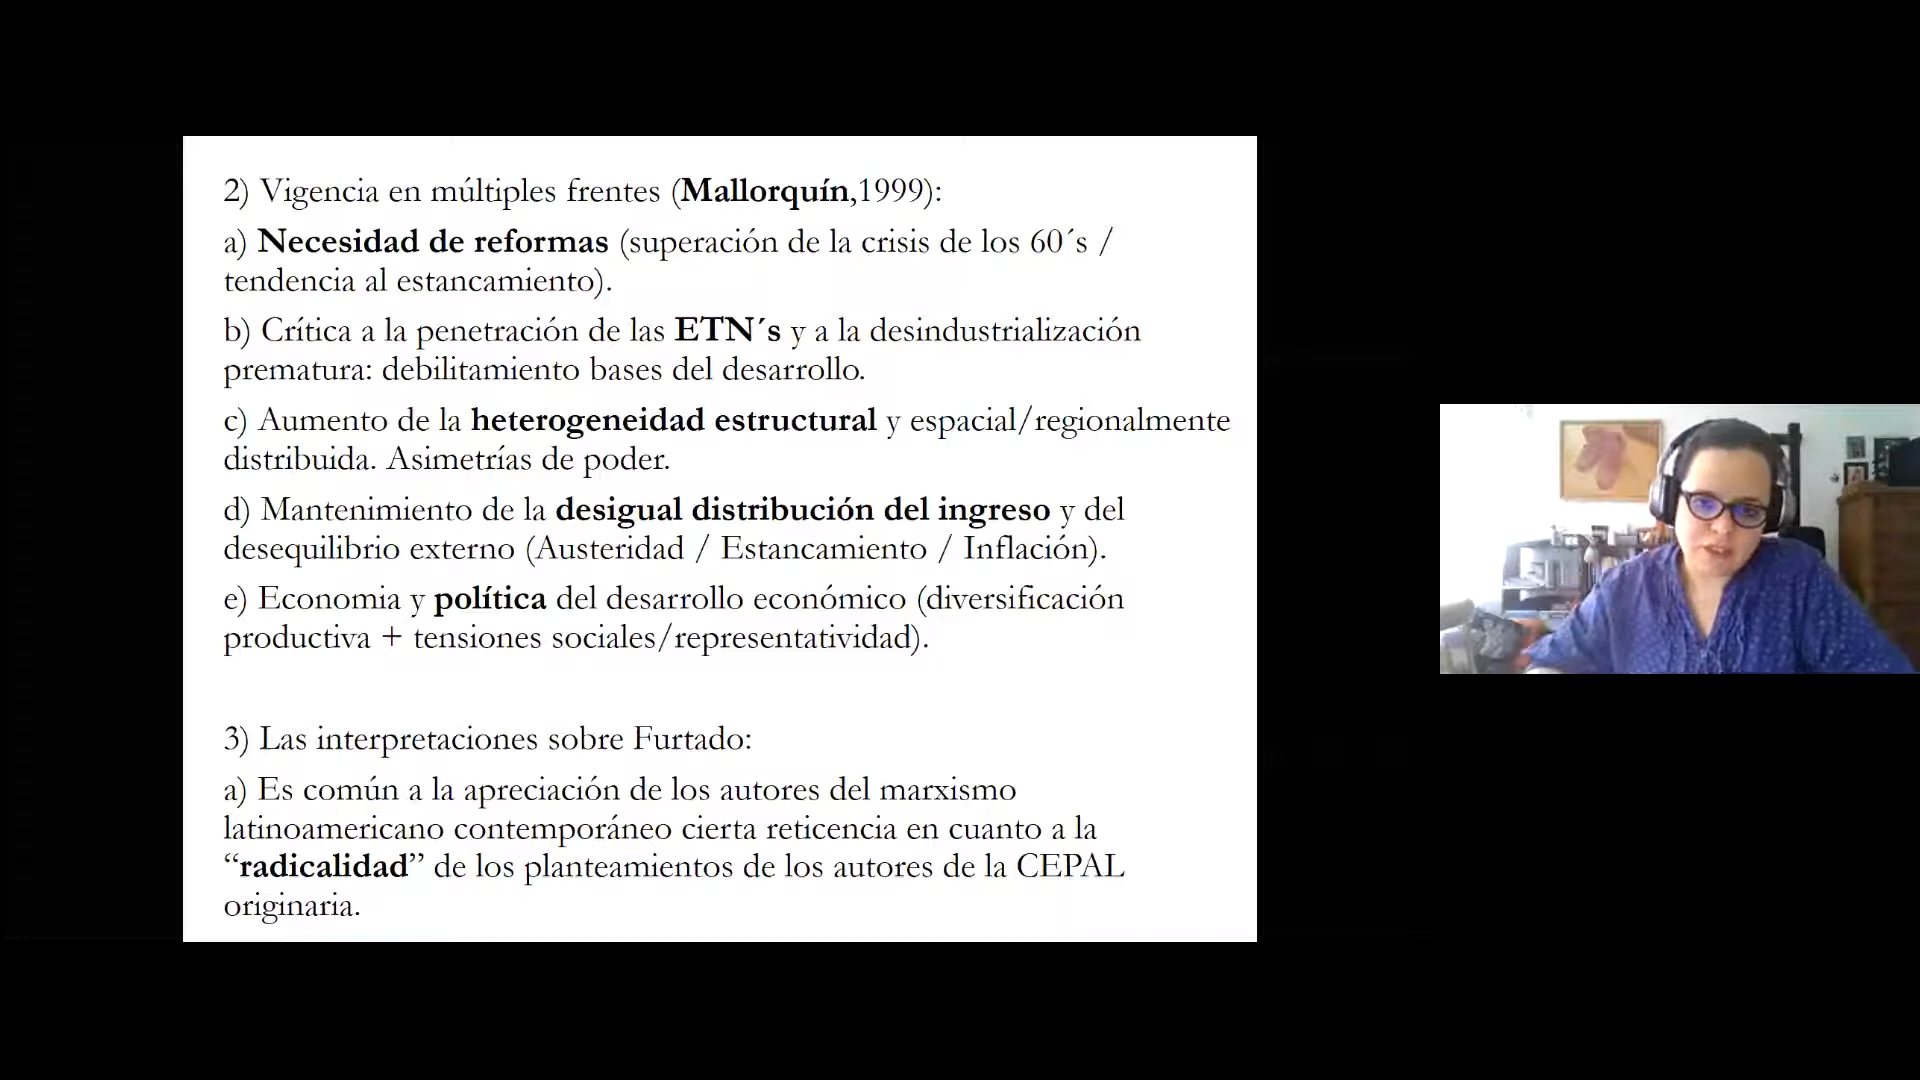 2) Vigencia en múltiples frentes (Mallorquín,1999):
a) Necesidad de reformas (superación de la crisis de los 60´s /
tendencia al estancamiento).
b) Crítica a la penetración de las ETN´s y a la desindustrialización
prematura: debilitamiento bases del desarrollo.
c) Aumento de la heterogeneidad estructural y espacial/regionalmente
distribuida. Asimetrías de poder.
d) Mantenimiento de la desigual distribución del ingreso y del
desequilibrio externo (Austeridad / Estancamiento / Inflación).
e) Economia y política del desarrollo económico (diversificación
productiva + tensiones sociales/representatividad).
3) Las interpretaciones sobre Furtado:
a) Es común a la apreciación de los autores del marxismo
latinoamericano contemporáneo cierta reticencia en cuanto a la
“radicalidad” de los planteamientos de los autores de la CEPAL
originaria.